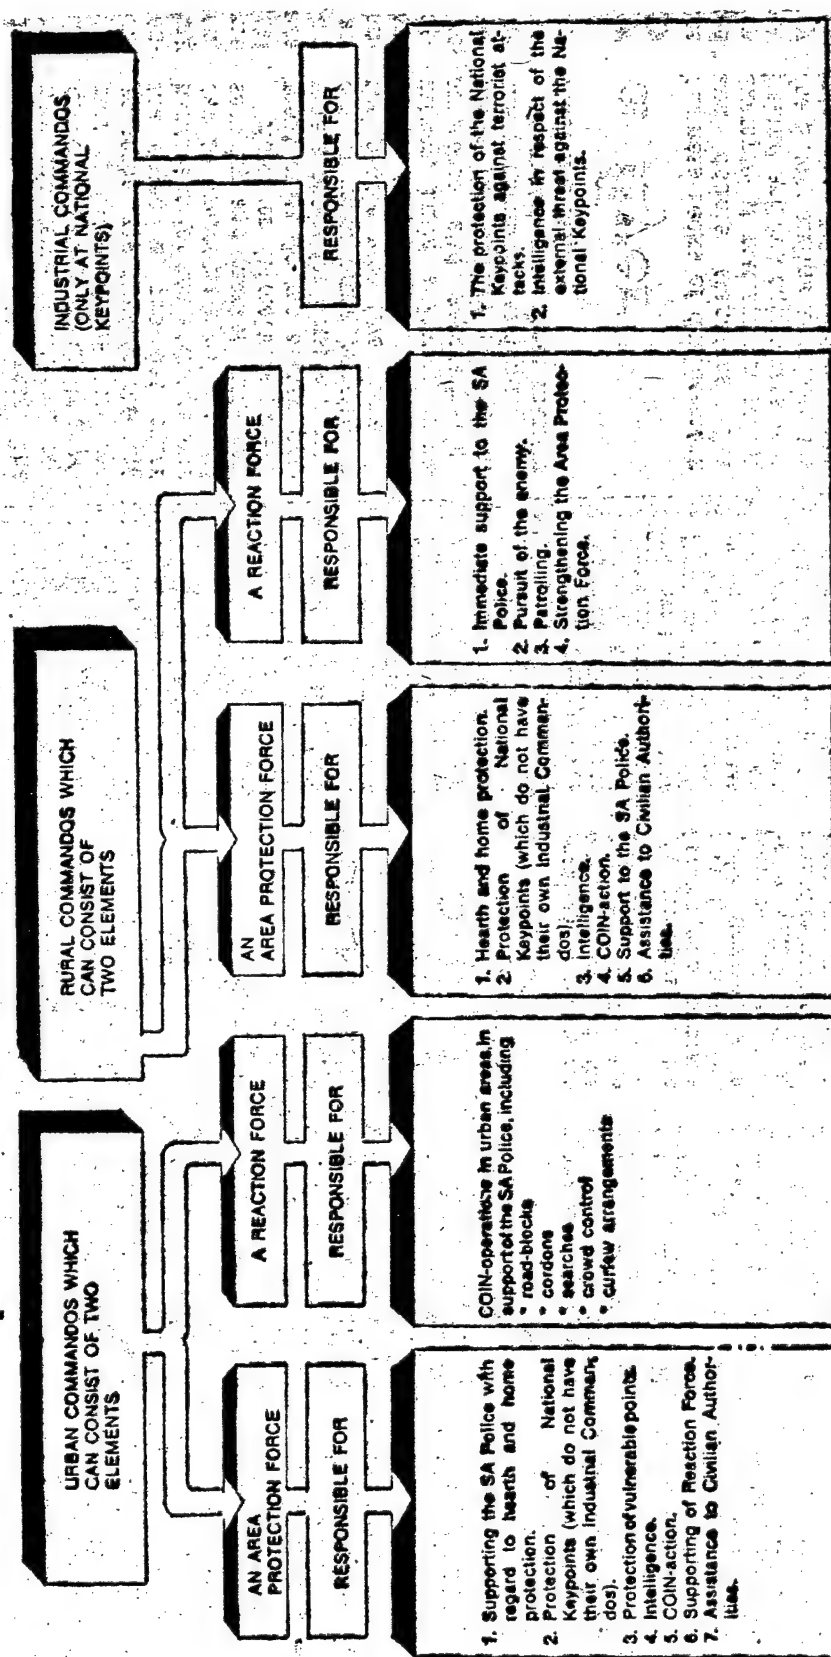 URBAN COMMANDOS WHICH
CAN CONSIST OF TWO
ELEMENTS
AN AREA
PROTECTION FORCE
RESPONSIBLE FOR
1. Supporting the SA Police with
regard to hearth and home
protection.
2. Protection of National
Keypoints (which do not have
their own Industrial Comman-
dos).
3. Protection of vulnerable points.
4. Intelligence.
5. COIN-action.
6. Supporting of Reaction Force.
7. Assistance to Civilian Author-
ities.
A REACTION FORCE
RESPONSIBLE FOR
COIN-operations in urban areas in
support of the SA Police, including
* road-blocks
* cordons
* searches
* crowd control
* curfew arrangements
RURAL COMMANDOS WHICH
CAN CONSIST OF
TWO ELEMENTS
AN
AREA PROTECTION FORCE
RESPONSIBLE FOR
1. Hearth and home protection.
2 Protection of National
Keypoints (which do not have
their own Industrial Comman-
dos).
3. Intelligence.
4. COIN-action.
5. Support to the SA Police.
6. Assistance to Civilian Authori-
ties.
A REACTION FORCE
RESPONSIBLE FOR
1. Immediate support to the SA
Police.
2. Pursuit of the enemy.
3. Patrolling.
4. Strengthening the Area Protec-
tion Force.
INDUSTRIAL COMMANDOS
(ONLY AT NATIONAL
KEYPOINTS)
RESPONSIBLE FOR
1. The protection of the National
Keypoints against terrorist at-
tacks.
2. Intelligence in respect of the
external threat against the Na-
tional Keypoints.